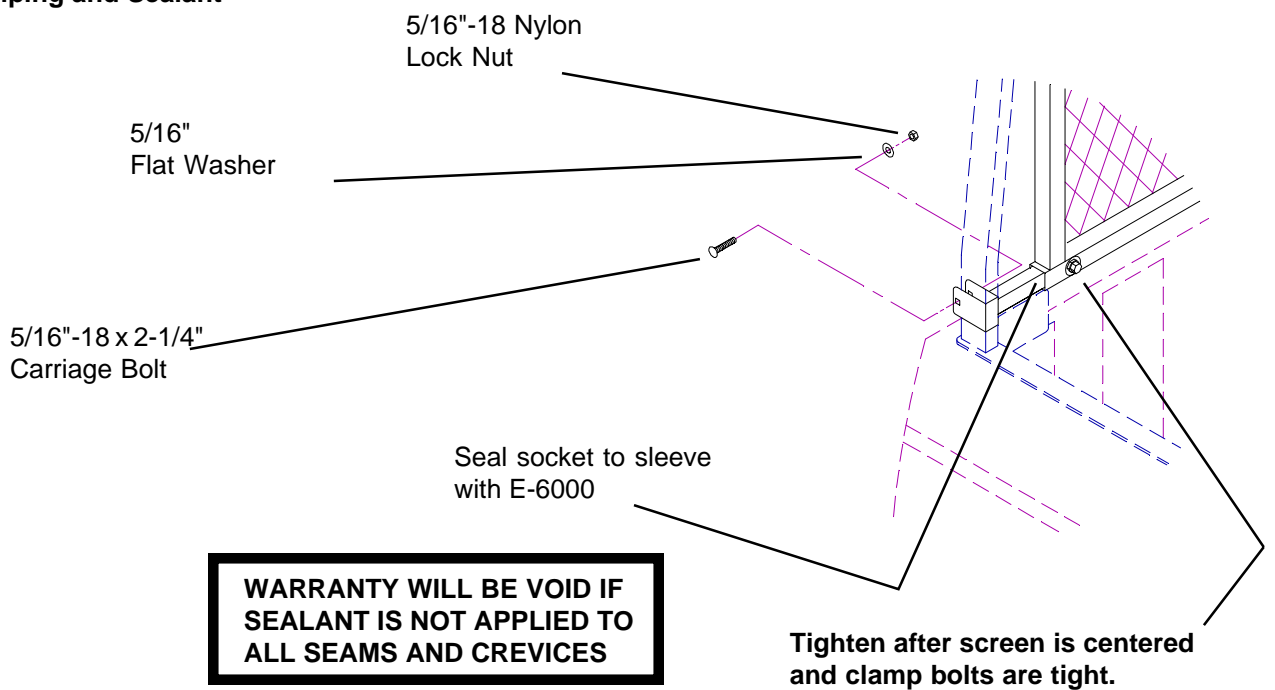 and Sealant
5/16"-18 Nylon
Lock Nut
5/16"
Flat Washer
5/16"-18 x 2-1/4"
Carriage Bolt
Seal socket to sleeve
with E-6000
WARRANTY WILL BE VOID IF
SEALANT IS NOT APPLIED TO
ALL SEAMS AND CREVICES
Tighten after screen is centered
and clamp bolts are tight.